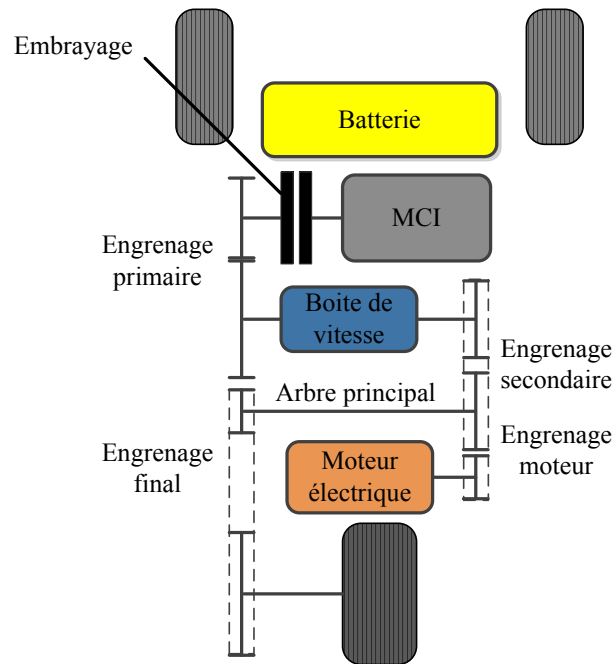 Embrayage
Batterie
MCI
Engrenage
primaire
Boite de
vitesse
Engrenage
secondaire
Arbre principal
Engrenage
final
Moteur
électrique
Engrenage
moteur